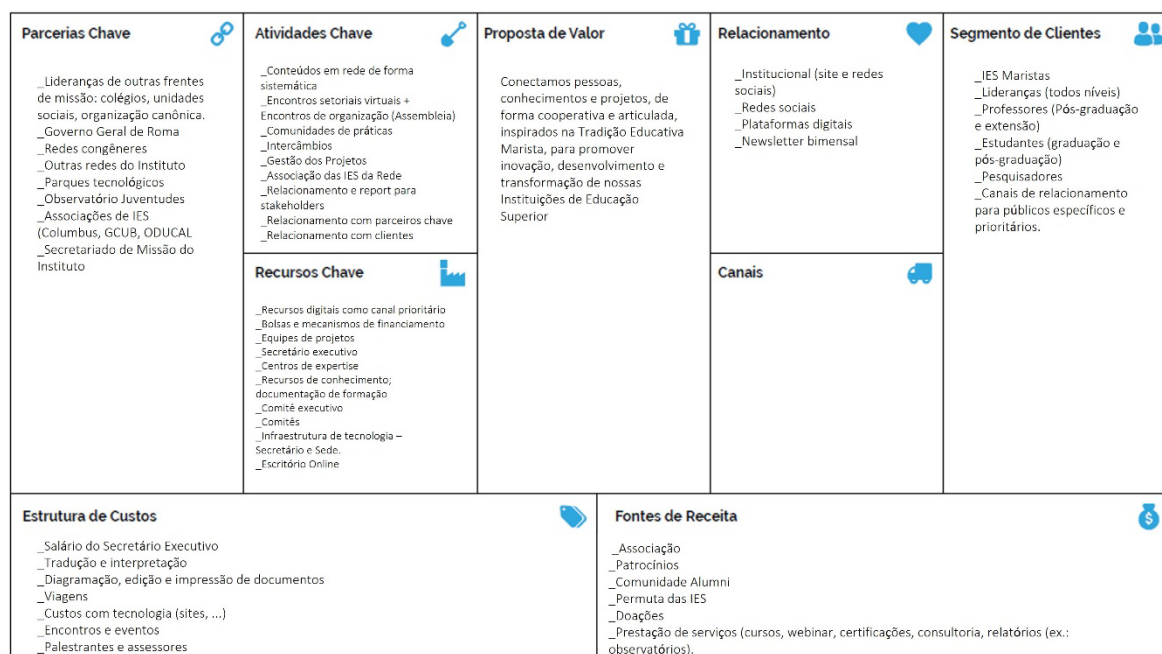 Parcerias Chave
_Lideranças de outras frentes
de missão: colégios, unidades
sociais, organização canônica.
_Governo Geral de Roma
_Redes congêneres
_Outras redes do Instituto
_Parques tecnológicos
_Observatório Juventudes
_Associações de IES
(Columbus, GCUB, ODUCAL
_Secretariado de Missão do
Instituto
Atividades Chave
_Conteúdos em rede de forma
sistemática
_Encontros setoriais virtuais +
Encontros de organização (Assembleia)
_Comunidades de práticas
_Intercâmbios
_Gestão dos Projetos
_Associação das IES da Rede
_Relacionamento e report para
stakeholders
_Relacionamento com parceiros chave
_Relacionamento com clientes
Recursos Chave
_Recursos digitais como canal prioritário
_Bolsas e mecanismos de financiamento
_Equipes de projetos
_Secretário executivo
_Centros de expertise
_Recursos de conhecimento;
documentação de formação
_Comitê executivo
_Comitês
_Infraestrutura de tecnologia –
Secretário e Sede.
_Escritório Online
Proposta de Valor
Conectamos pessoas,
conhecimentos e projetos, de
forma cooperativa e articulada,
inspirados na Tradição Educativa
Marista, para promover
inovação, desenvolvimento e
transformação de nossas
Instituições de Educação
Superior
Relacionamento
_Institucional (site e redes
sociais)
_Redes sociais
_Plataformas digitais
_Newsletter bimensal
Canais
Segmento de Clientes
_IES Maristas
_Lideranças (todos níveis)
_Professores (Pós-graduação
e extensão)
_Estudantes (graduação e
pós-graduação)
_Pesquisadores
_Canais de relacionamento
para públicos específicos e
prioritários.
Estrutura de Custos
_Salário do Secretário Executivo
_Tradução e interpretação
_Diagramação, edição e impressão de documentos
_Viagens
_Custos com tecnologia (sites, ...)
_Encontros e eventos
_Palestrantes e assessores
Fontes de Receita
$
_Associação
_Patrocínios
_Comunidade Alumni
_Permuta das IES
_Doações
_Prestação de serviços (cursos, webinar, certificações, consultoria, relatórios (ex.:
observatórios).